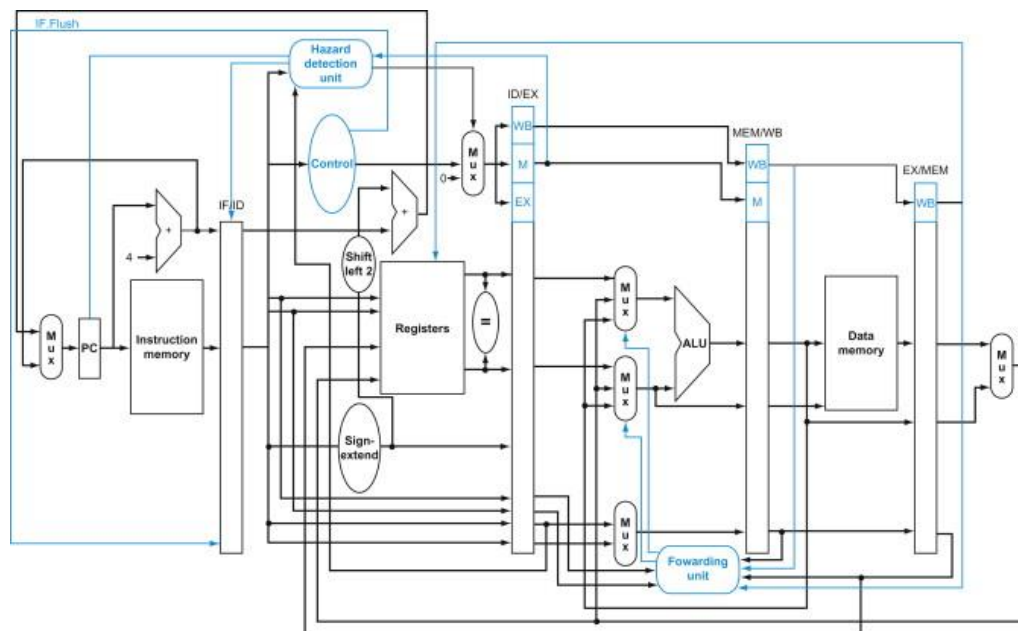 IF.Flush
Hazard
detection
unit
ID/EX
WB
MEM/WB
Control
M
u
x
M
WB
EX/MEM
0
EX
M
WB
IF/ID
+
+
4
Shift
left 2
M
u
x
PC
Instruction
memory
Registers
=
M
u
x
ALU
Data
memory
M
u
x
M
u
x
Sign-
extend
M
u
x
Fowarding
unit